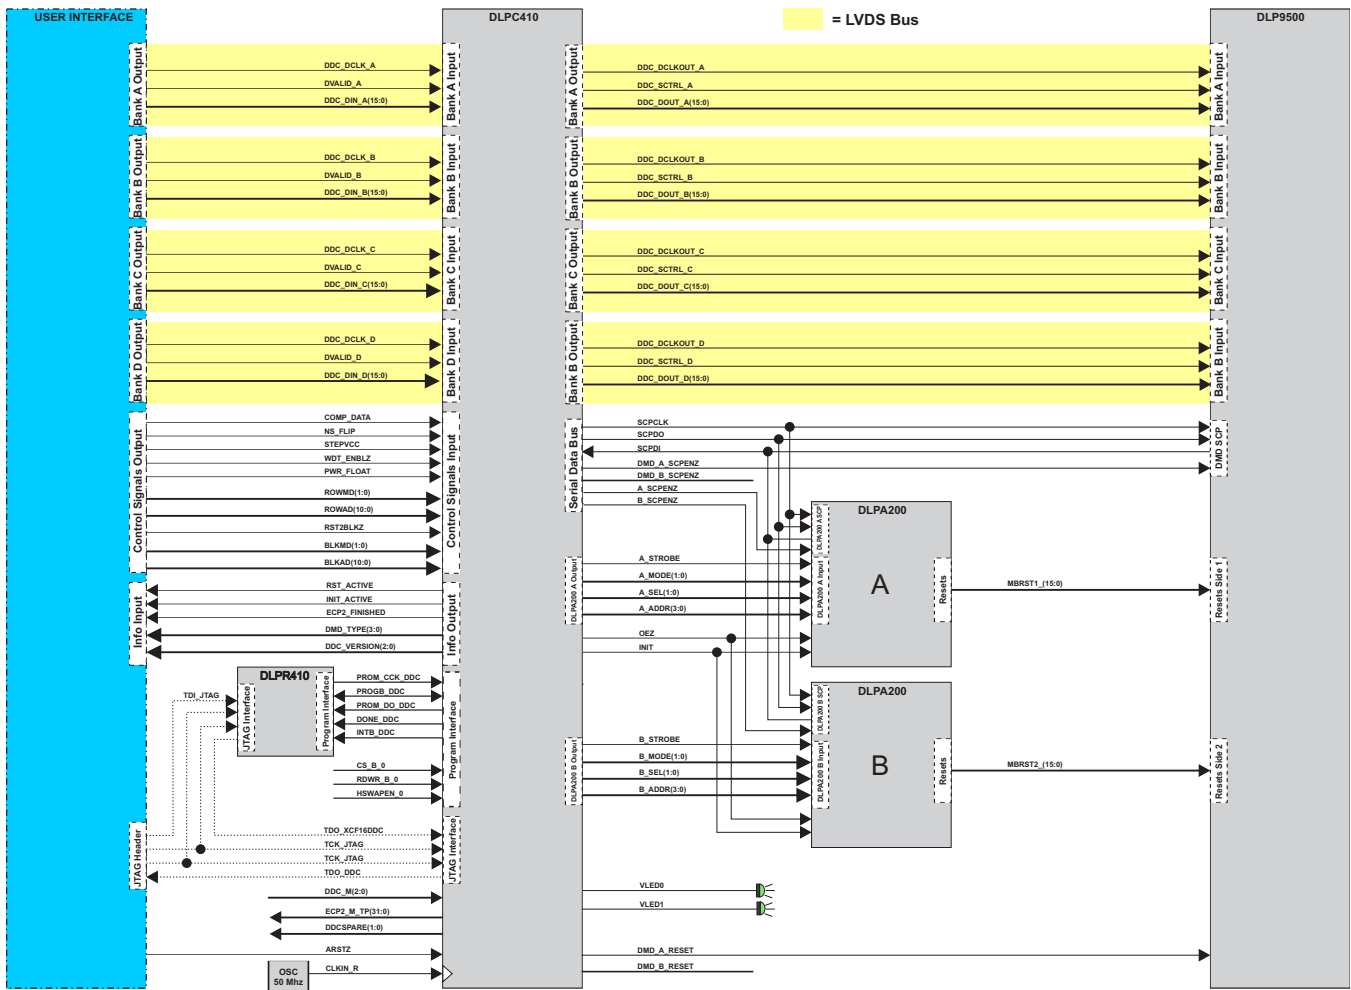 USER INTERFACE
DLPC410
= LVDS Bus
DLP9500
Bank A Output
DDC_DCLK_A
DVALID_A
DDC_DIN_A(15:0)
Bank A Input
Bank A Output
DDC_DCLKOUT_A
DDC_SCTRL_A
DDC_DOUT_A(15:0)
Bank A Input
Bank B Output
DDC_DCLK_B
DVALID_B
DDC_DIN_B(15:0)
Bank B Input
Bank B Output
DDC_DCLKOUT_B
DDC_SCTRL_B
DDC_DOUT_B(15:0)
Bank B Input
Bank C Output
DDC_DCLK_C
DVALID_C
DDC_DIN_C(15:0)
Bank C Input
Bank C Output
DDC_DCLKOUT_C
DDC_SCTRL_C
DDC_DOUT_C(15:0)
Bank C Input
Bank D Output
DDC_DCLK_D
DVALID_D
DDC_DIN_D(15:0)
Bank D Input
Bank B Output
DDC_DCLKOUT_D
DDC_SCTRL_D
DDC_DOUT_D(15:0)
Bank B Input
Control Signals Output
COMP_DATA
NS_FLIP
STEPVCC
WDT_ENBLZ
PWR_FLOAT
ROWMD(1:0)
ROWAD(10:0)
RST2BLKZ
BLKMD(1:0)
BLKAD(10:0)
Control Signals Input
Serial Data Bus
SCPCLK
SCPDO
SCPDI
DMD_A_SCPENZ
DMD_B_SCPENZ
A_SCPENZ
B_SCPENZ
DMD SCP
DLPA200
DLPA200 A SCP
DLPA200 A Output
A_STROBE
A_MODE(1:0)
A_SEL(1:0)
A_ADDR(3:0)
OEZ
INIT
DLPA200 A Input
A
Resets
MBRST1_(15:0)
Resets Side 1
Info Input
RST_ACTIVE
INIT_ACTIVE
ECP2_FINISHED
DMD_TYPE(3:0)
DDC_VERSION(2:0)
Info Output
DLPR410
TDI_JTAG
JTAG Interface
Program Interface
PROM_CCK_DDC
PROGB_DDC
PROM_DO_DDC
DONE_DDC
INTB_DDC
CS_B_0
RDWR_B_0
HSWAPEN_0
Program Interface
DLPA200
DLPA200 B SCP
DLPA200 B Output
B_STROBE
B_MODE(1:0)
B_SEL(1:0)
B_ADDR(3:0)
DLPA200 B Input
B
Resets
MBRST2_(15:0)
Resets Side 2
JTAG Header
TDO_XCF16DDC
TCK_JTAG
TCK_JTAG
TDO_DDC
JTAG Interface
DDC_M(2:0)
ECP2_M_TP(31:0)
DDCSPARE(1:0)
VLED0
VLED1
ARSTZ
OSC
50 Mhz
CLKIN_R
DMD_A_RESET
DMD_B_RESET